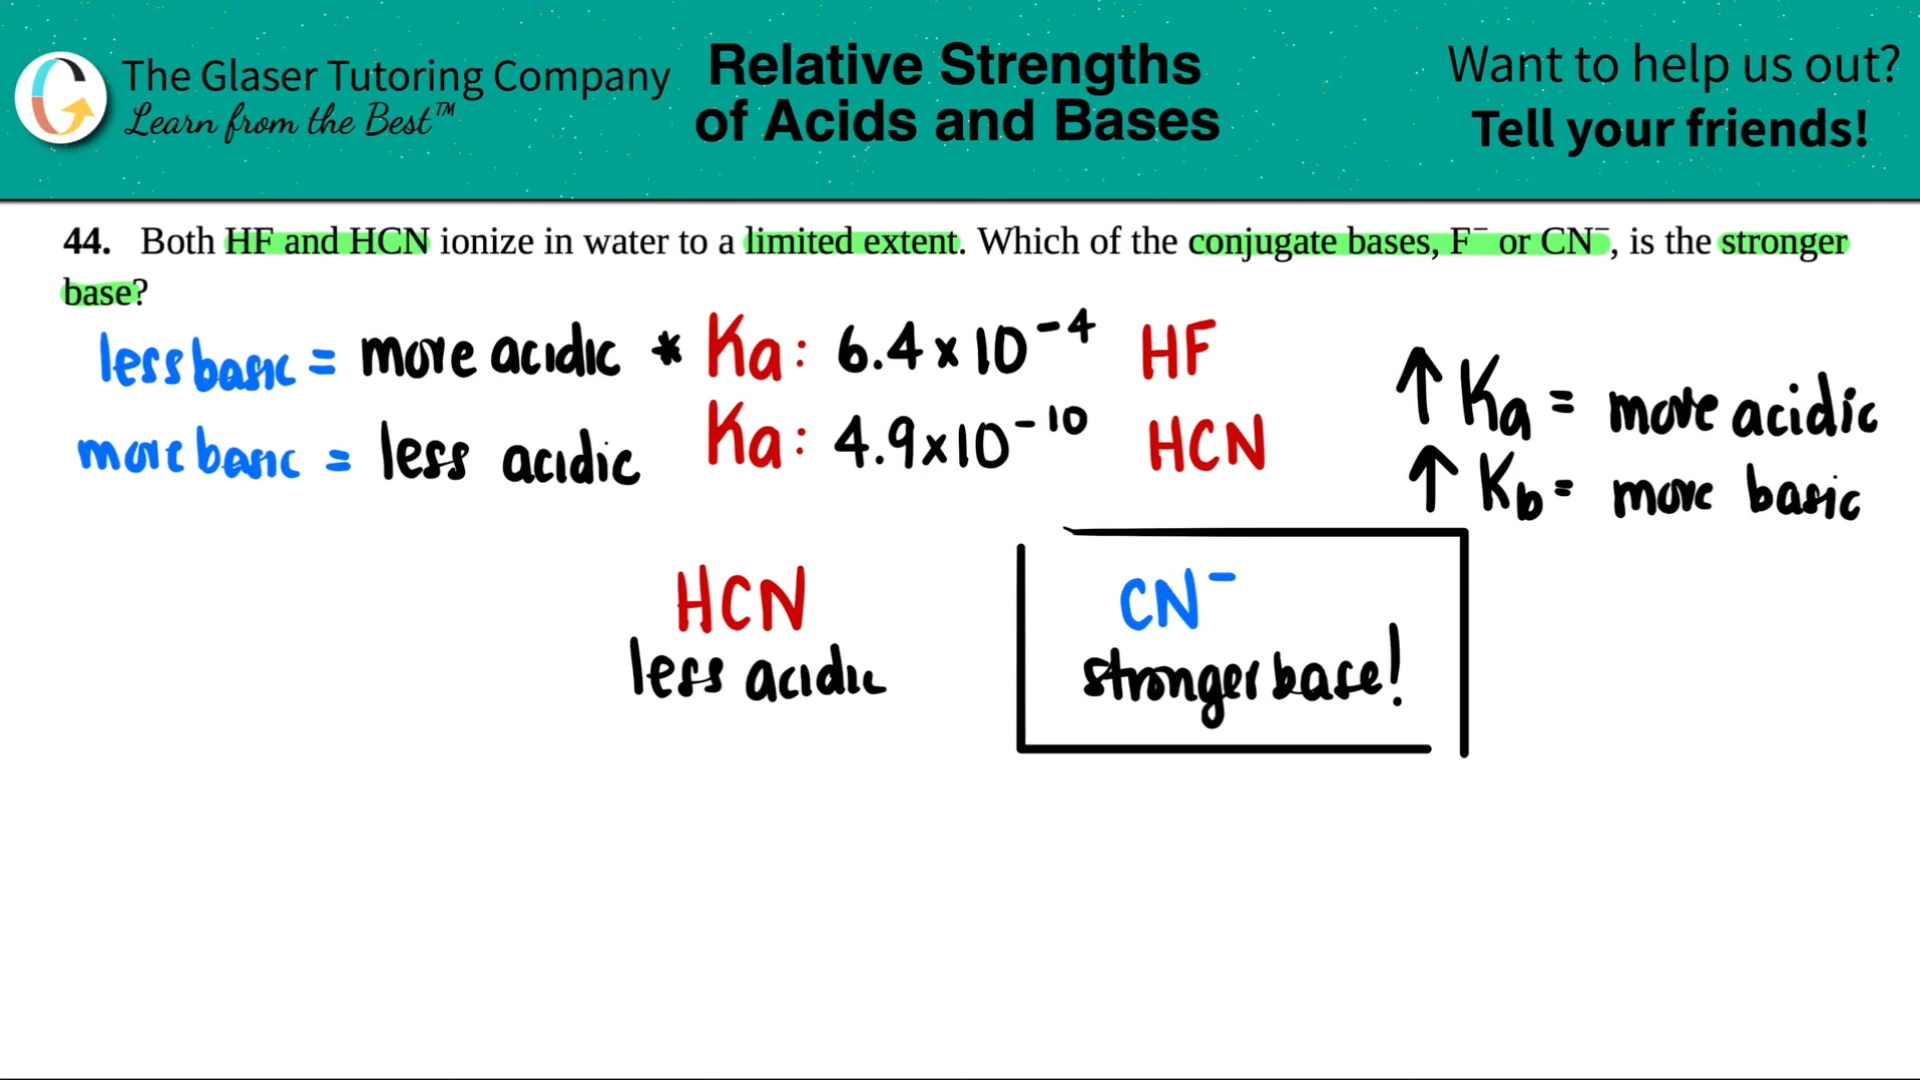 The Glaser Tutoring Company
Learn from the Best™
Relative Strengths
of Acids and Bases
Want to help us out?
Tell your friends!
44. Both HF and HCN ionize in water to a limited extent. Which of the conjugate bases, F⁻ or CN⁻, is the stronger
base?
less basic = more acidic * Ka: 6.4 x 10⁻⁴ HF
more basic = less acidic Ka: 4.9x10⁻¹⁰ HCN
↑ Ka = more acidic
↑ Kb = more basic
HCN
less acidic
CN⁻
stronger base!